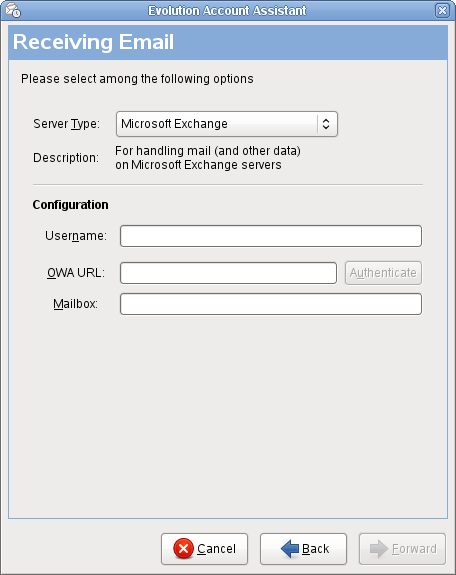 Evolution Account Assistant
Receiving Email
Please select among the following options
Server Type: Microsoft Exchange
Description: For handling mail (and other data)
on Microsoft Exchange servers
Configuration
Username:
OWA URL: Authenticate
Mailbox:
Cancel Back Forward